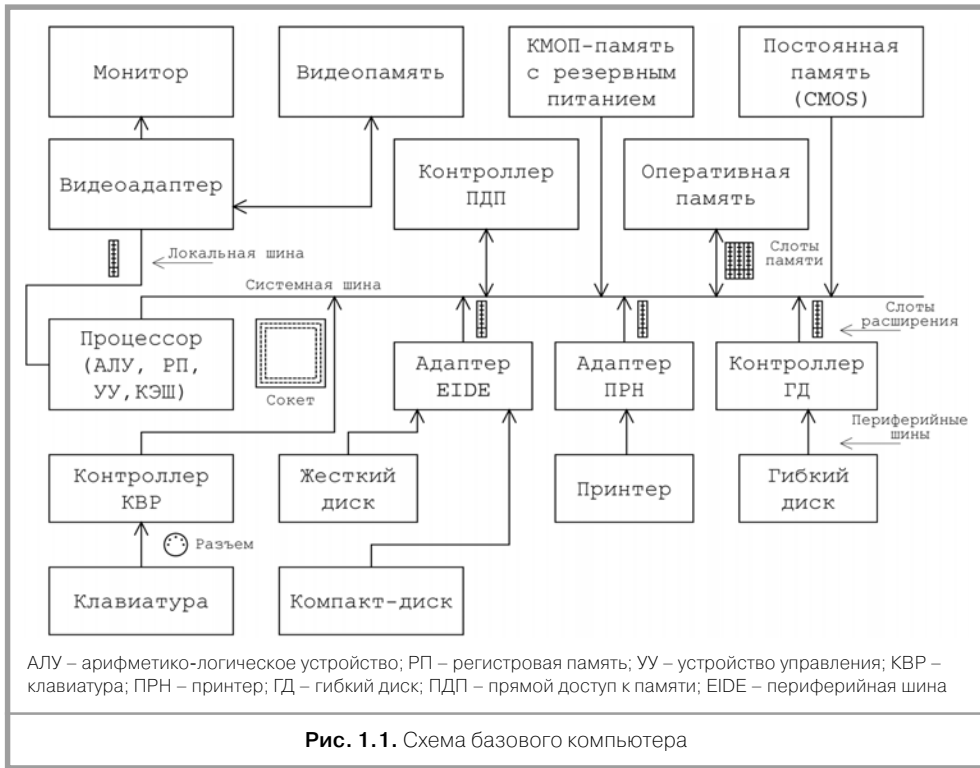 Монитор
Видеопамять
КМОП-память
с резервным
питанием
Постоянная
память
(CMOS)
Видеоадаптер
Контроллер
ПДП
Оперативная
память
Локальная шина
Слоты
памяти
Системная шина
Процессор
(АЛУ, РП,
УУ,КЭШ)
Сокет
Адаптер
EIDE
Адаптер
ПРН
Контроллер
ГД
Слоты
расширения
Периферийные
шины
Контроллер
КВР
Жесткий
диск
Принтер
Гибкий
диск
Разъем
Клавиатура
Компакт-диск
АЛУ – арифметико-логическое устройство; РП – регистровая память; УУ – устройство управления; КВР –
клавиатура; ПРН – принтер; ГД – гибкий диск; ПДП – прямой доступ к памяти; EIDE – периферийная шина
Рис. 1.1. Схема базового компьютера